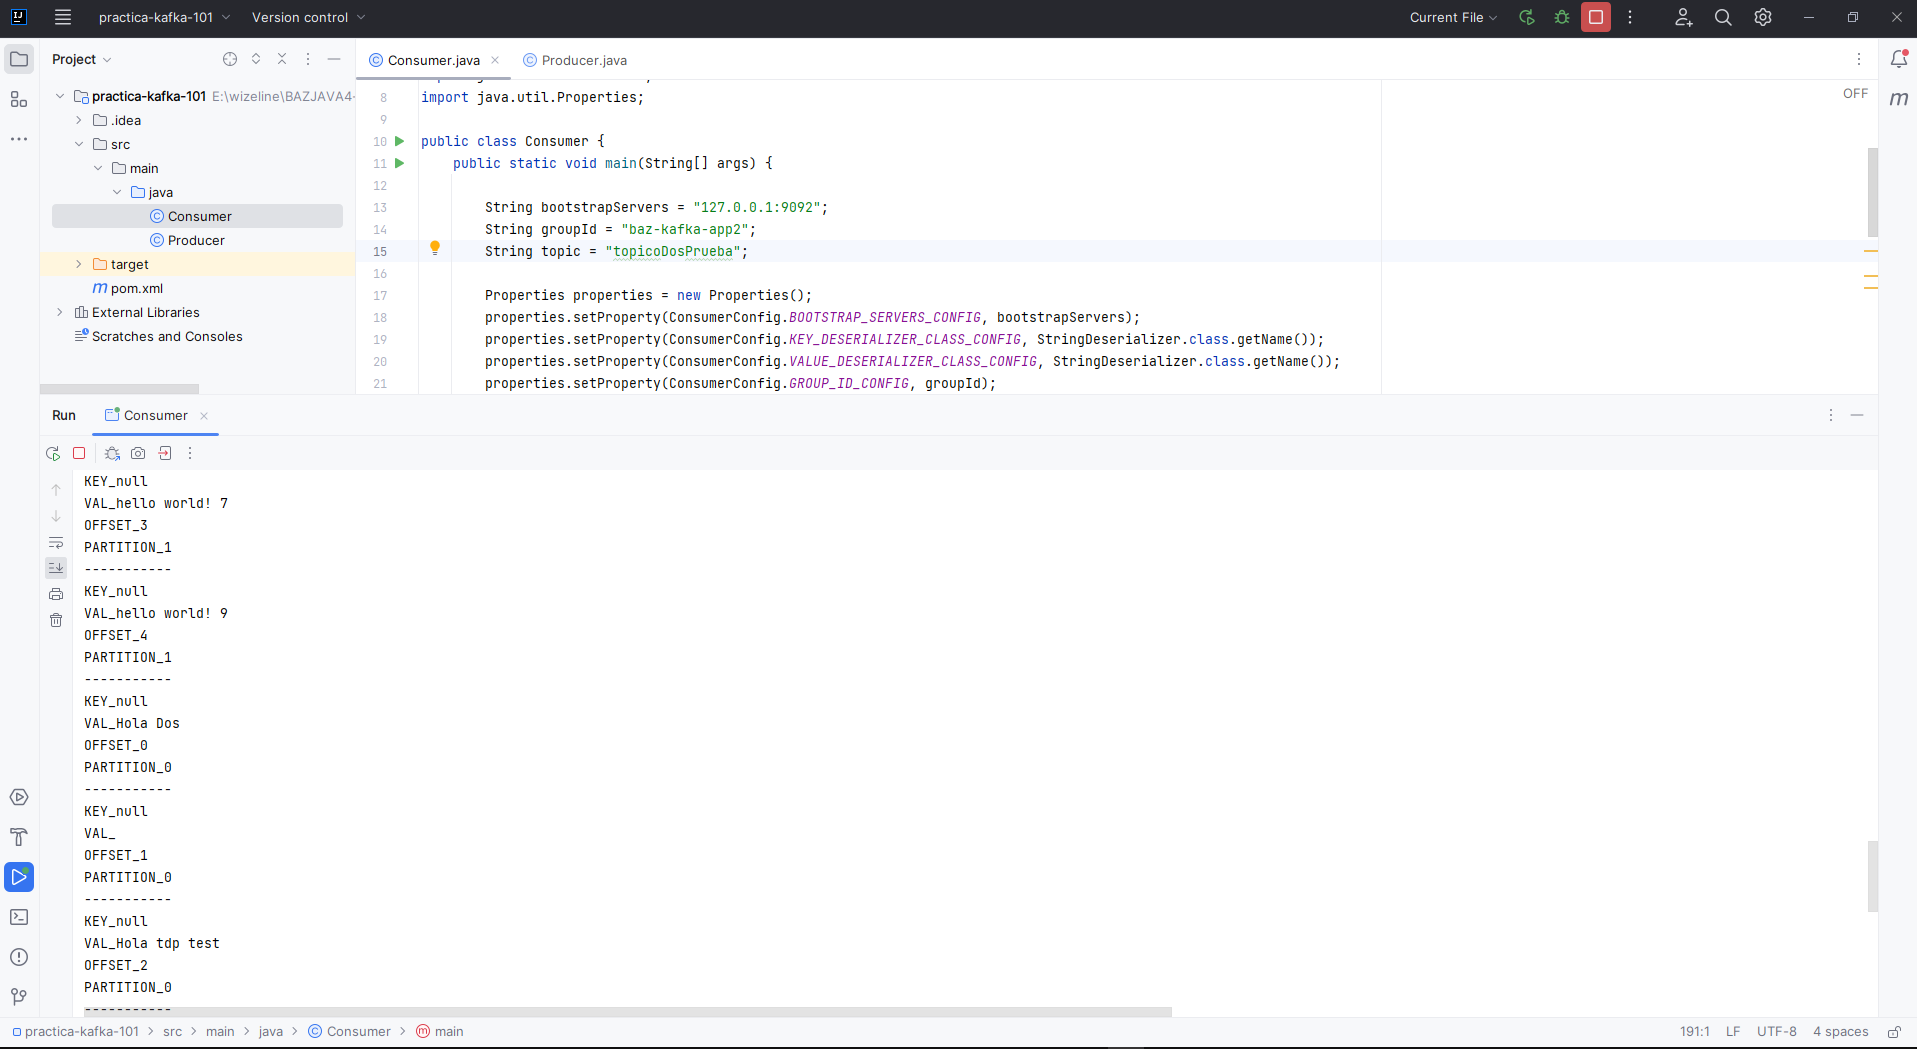 practica-kafka-101
Version control
Current File
Project
Consumer.java
Producer.java
practica-kafka-101 E:\wizeline\BAZJAVA4-
.idea
src
main
java
Consumer
Producer
target
pom.xml
External Libraries
Scratches and Consoles
OFF
m
8 import java.util.Properties;
9
10 public class Consumer {
11 public static void main(String[] args) {
12
13 String bootstrapServers = "127.0.0.1:9092";
14 String groupId = "baz-kafka-app2";
15 String topic = "topicoDosPrueba";
16
17 Properties properties = new Properties();
18 properties.setProperty(ConsumerConfig.BOOTSTRAP_SERVERS_CONFIG, bootstrapServers);
19 properties.setProperty(ConsumerConfig.KEY_DESERIALIZER_CLASS_CONFIG, StringDeserializer.class.getName());
20 properties.setProperty(ConsumerConfig.VALUE_DESERIALIZER_CLASS_CONFIG, StringDeserializer.class.getName());
21 properties.setProperty(ConsumerConfig.GROUP_ID_CONFIG, groupId);
Run
Consumer
KEY_null
VAL_hello world! 7
OFFSET_3
PARTITION_1
-----------
KEY_null
VAL_hello world! 9
OFFSET_4
PARTITION_1
-----------
KEY_null
VAL_Hola Dos
OFFSET_0
PARTITION_0
-----------
KEY_null
VAL_
OFFSET_1
PARTITION_0
-----------
KEY_null
VAL_Hola tdp test
OFFSET_2
PARTITION_0
-----------
practica-kafka-101 > src > main > java > Consumer > main
191:1 LF UTF-8 4 spaces